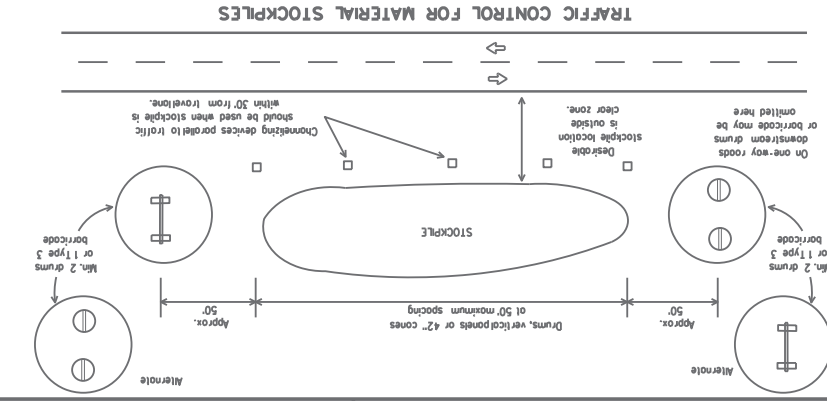 Alternate
Alternate
Approx.
50'
Drums, vertical panels or 42" cones
at 50' maximum spacing
Approx.
50'
Min. 2 drums
or 1 Type 3
barricade
Min. 2 drums
or 1 Type 3
barricade
STOCKPILE
On one-way roads
downstream drums
or barricade may be
omitted here
Desirable
stockpile location
is outside
clear zone.
Channelizing devices parallel to traffic
should be used when stockpile is
within 30' from travel lane.
TRAFFIC CONTROL FOR MATERIAL STOCKPILES